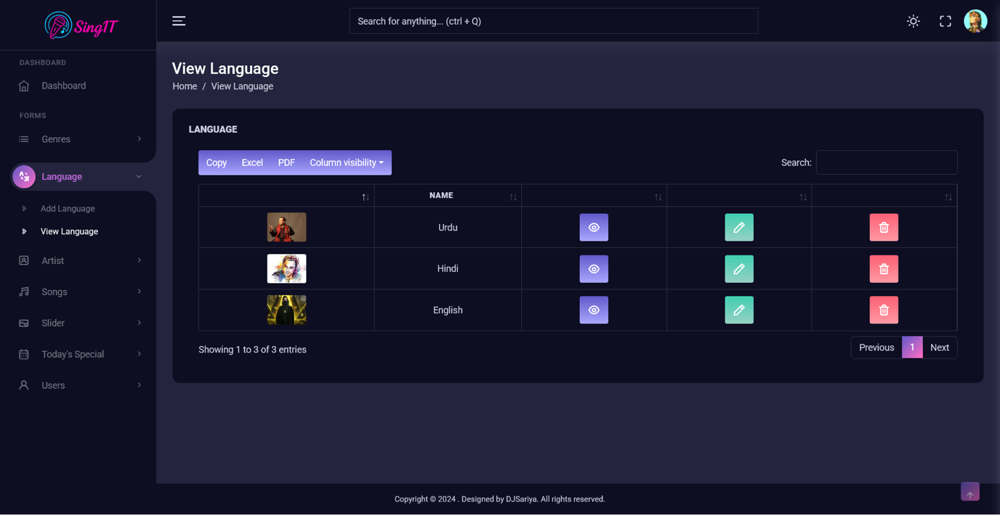 SingIT
Search for anything... (ctrl + Q)
DASHBOARD
Dashboard
FORMS
Genres
Language
Add Language
View Language
Artist
Songs
Slider
Today's Special
Users
View Language
Home / View Language
LANGUAGE
Copy Excel PDF Column visibility
Search:
NAME
Urdu
Hindi
English
Showing 1 to 3 of 3 entries
Previous 1 Next
Copyright © 2024 . Designed by DJSariya. All rights reserved.